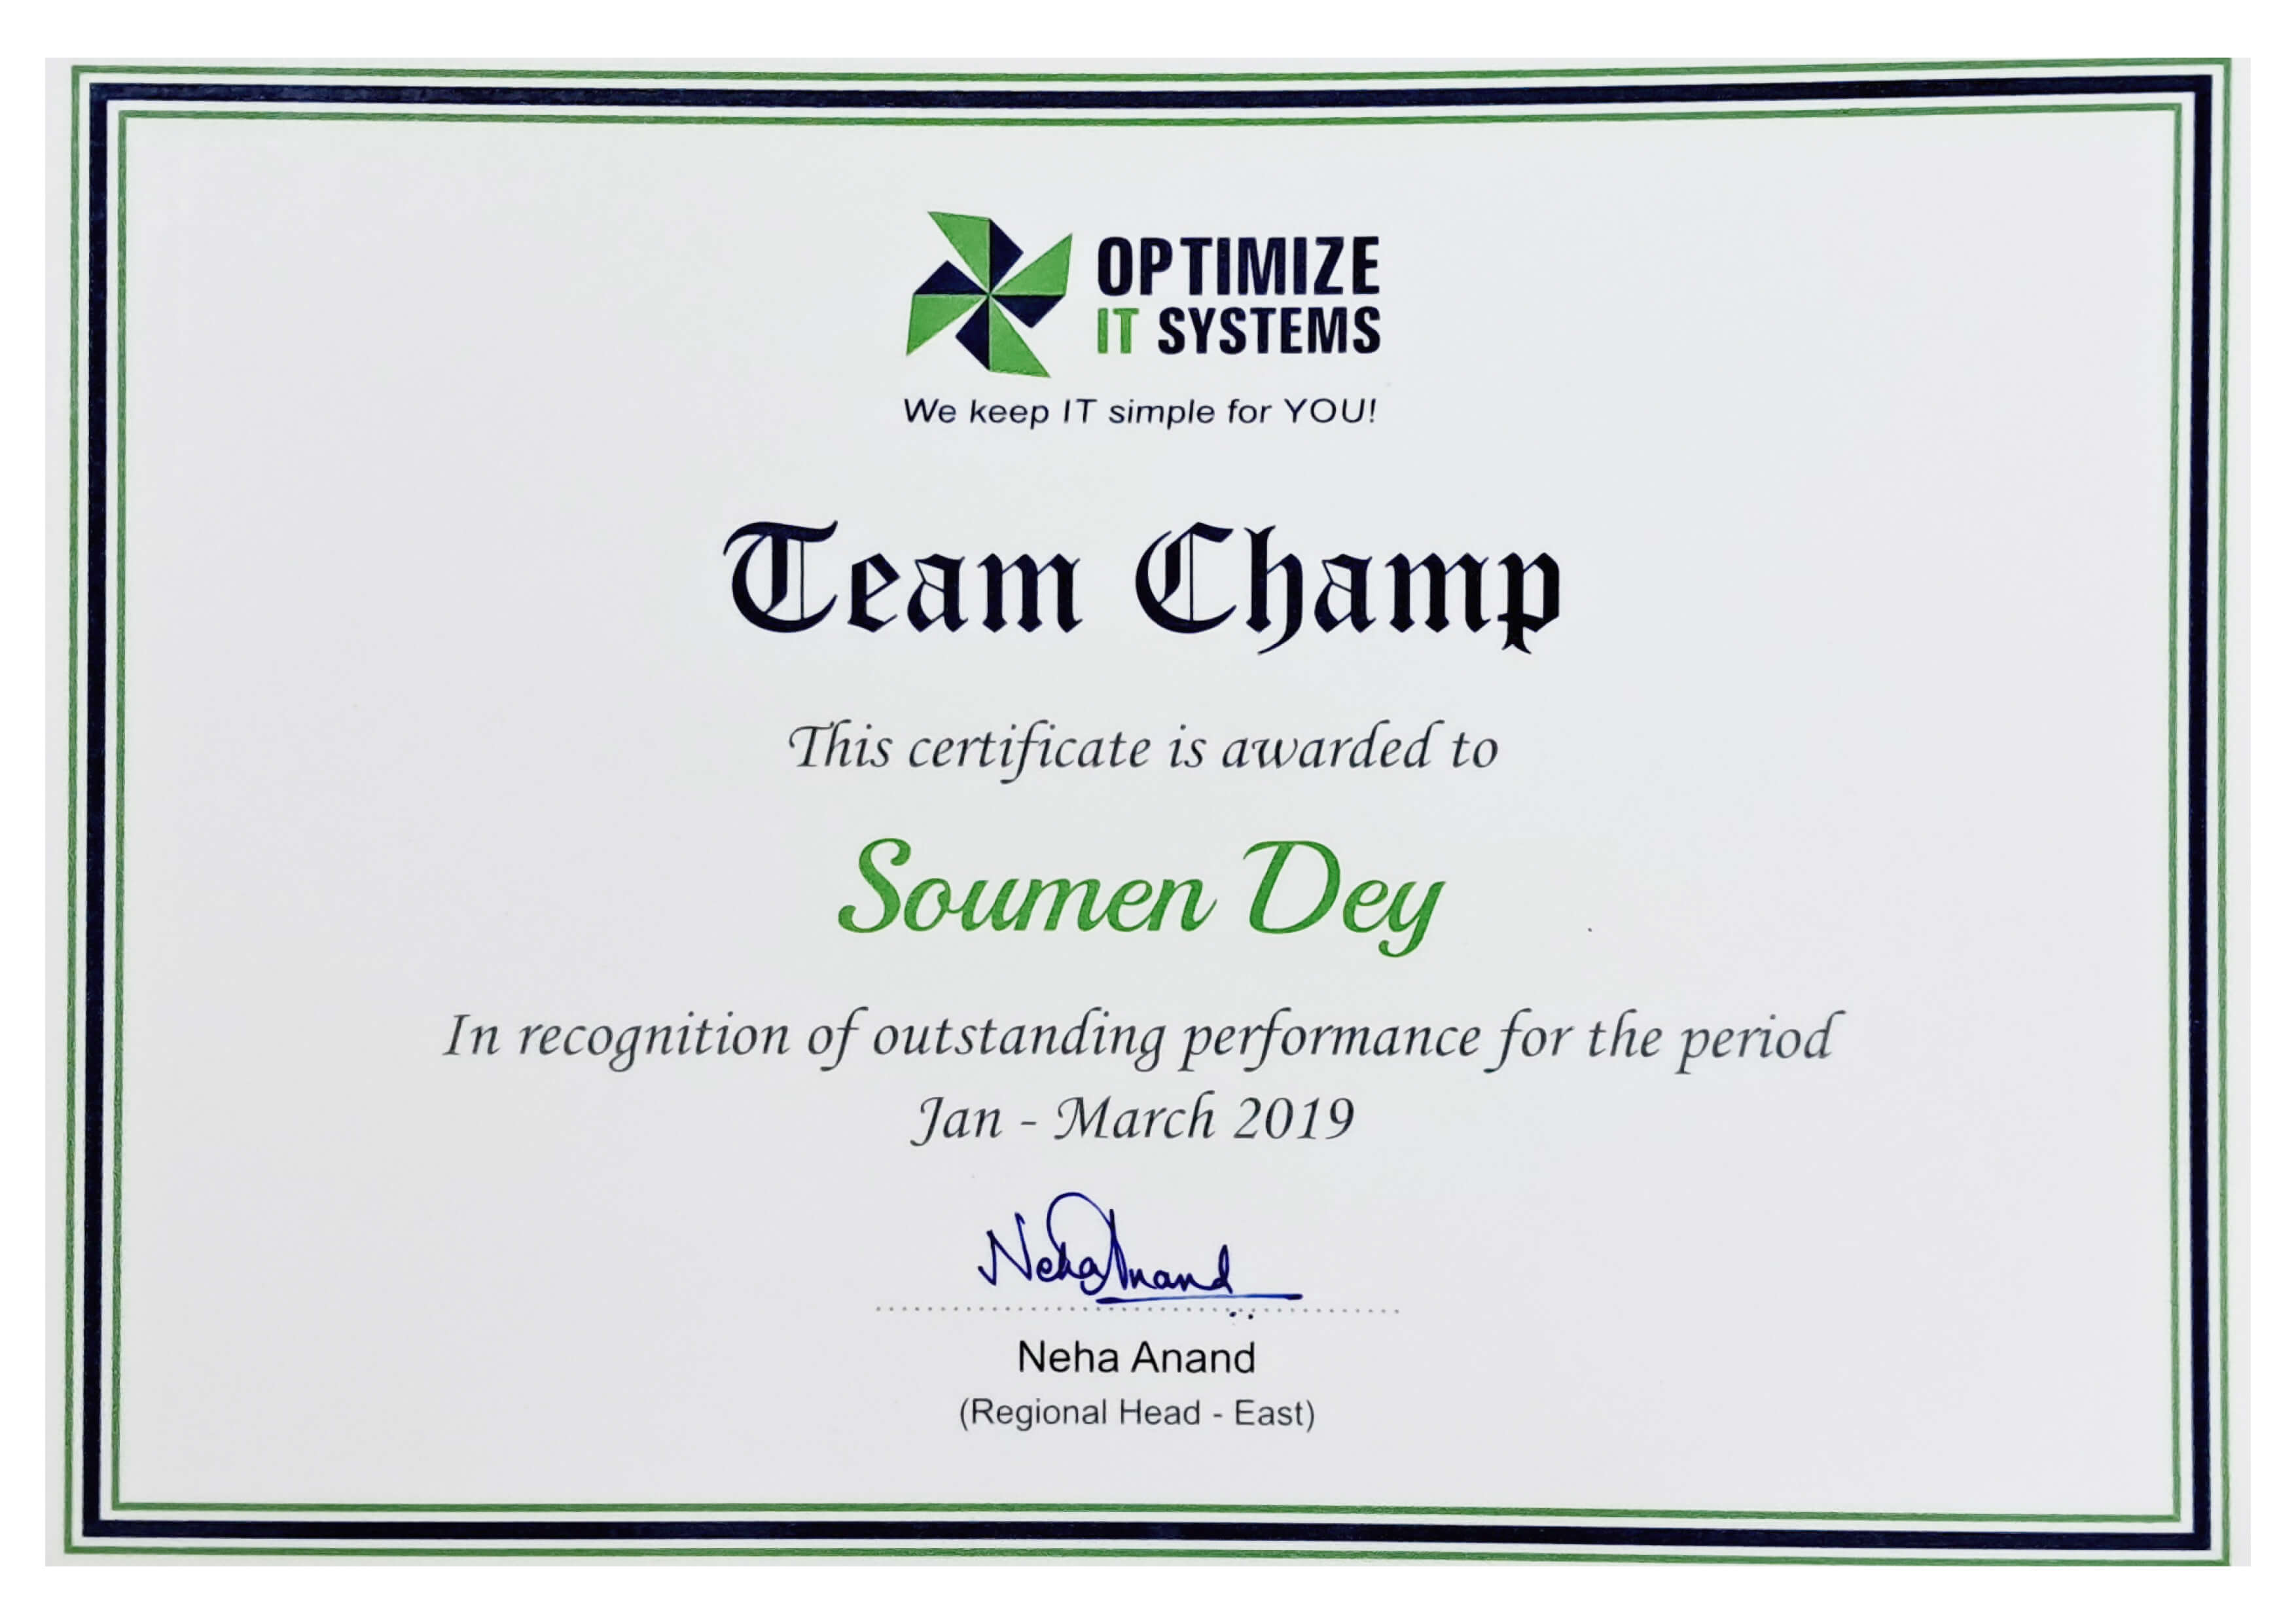 OPTIMIZE
IT SYSTEMS
We keep IT simple for YOU!
Team Champ
This certificate is awarded to
Soumen Dey
In recognition of outstanding performance for the period
Jan - March 2019
Neha Anand
Neha Anand
(Regional Head - East)